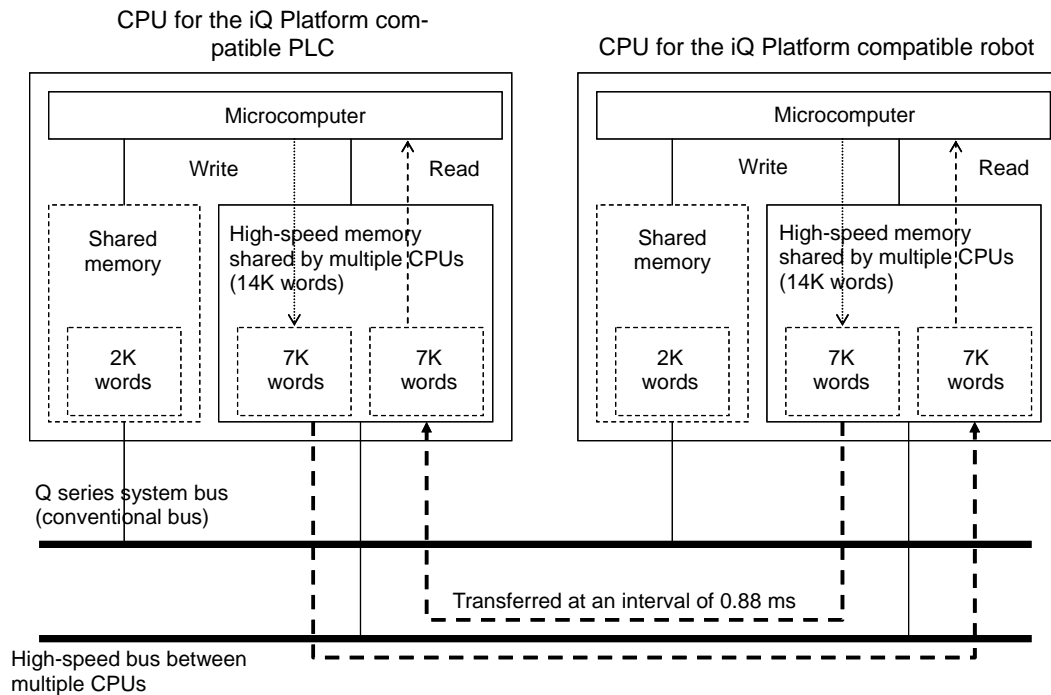 CPU for the iQ Platform com-
patible PLC
CPU for the iQ Platform compatible robot
Microcomputer
Write
Read
Shared
memory
High-speed memory
shared by multiple CPUs
(14K words)
2K
words
7K
words
7K
words
Microcomputer
Write
Read
Shared
memory
High-speed memory
shared by multiple CPUs
(14K words)
2K
words
7K
words
7K
words
Q series system bus
(conventional bus)
Transferred at an interval of 0.88 ms
High-speed bus between
multiple CPUs